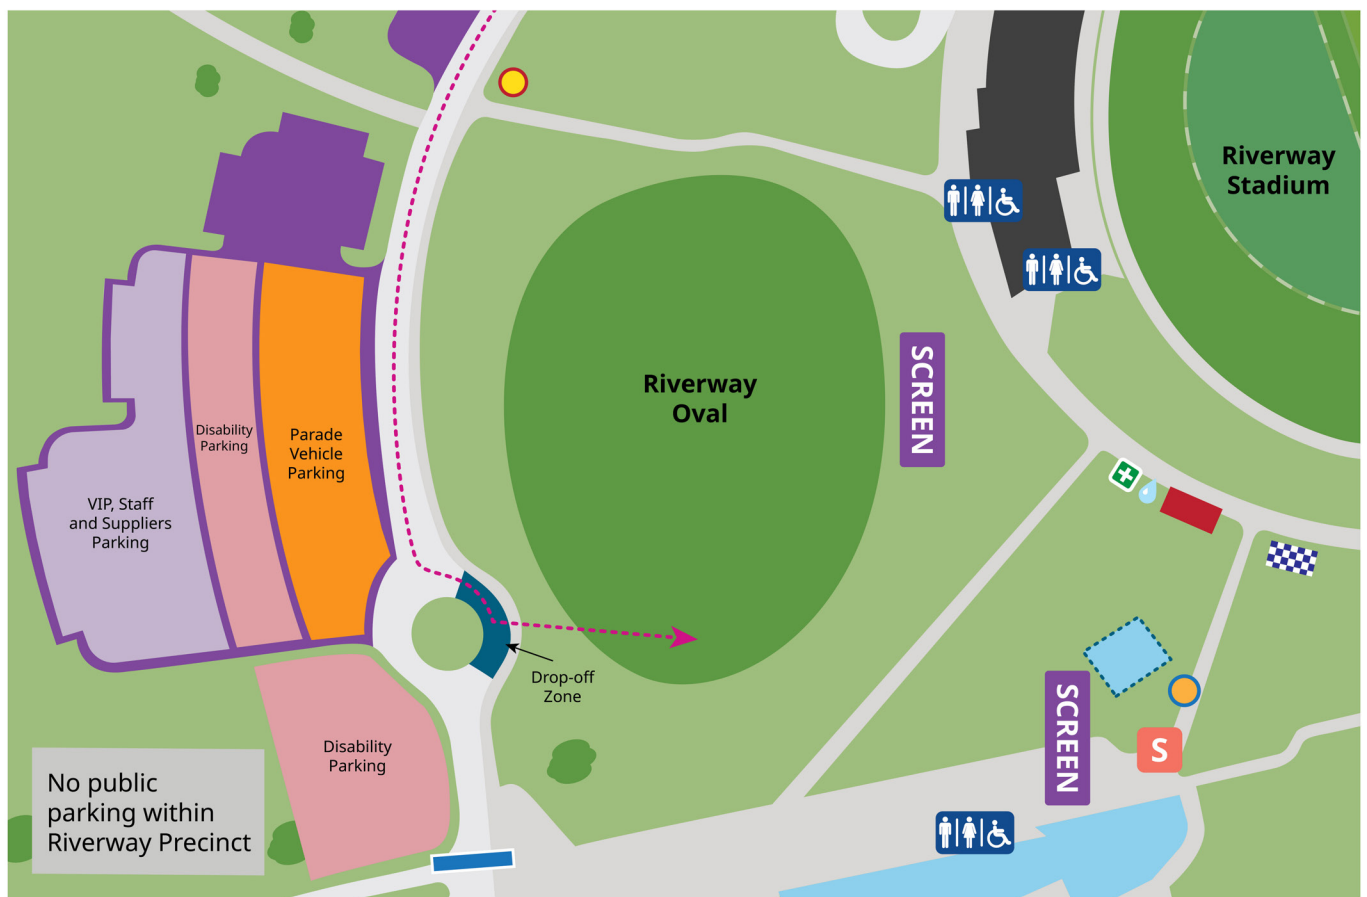 Riverway
Stadium
SCREEN
Riverway
Oval
Disability
Parking
Parade
Vehicle
Parking
VIP, Staff
and Suppliers
Parking
Drop-off
Zone
SCREEN
S
Disability
Parking
No public
parking within
Riverway Precinct